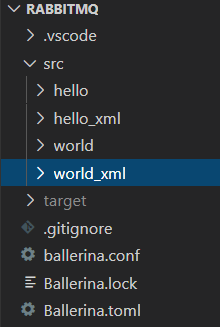 RABBITMQ
.vscode
src
hello
hello_xml
world
world_xml
target
.gitignore
ballerina.conf
Ballerina.lock
Ballerina.toml